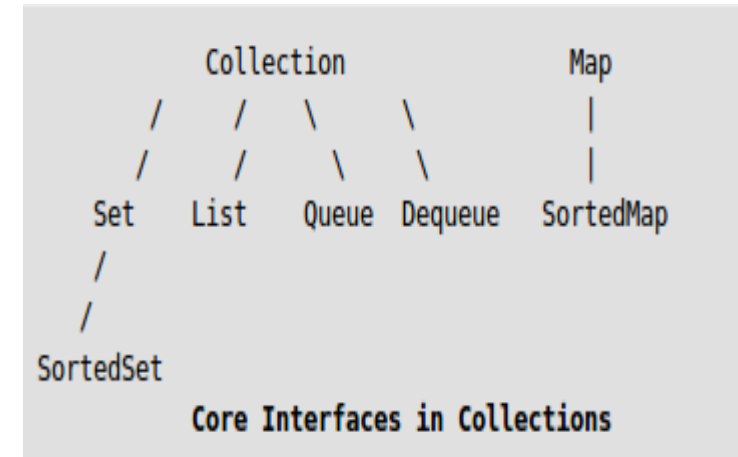 Collection Map
/ / \ \ |
/ / \ \ |
Set List Queue Dequeue SortedMap
/
/
SortedSet
Core Interfaces in Collections